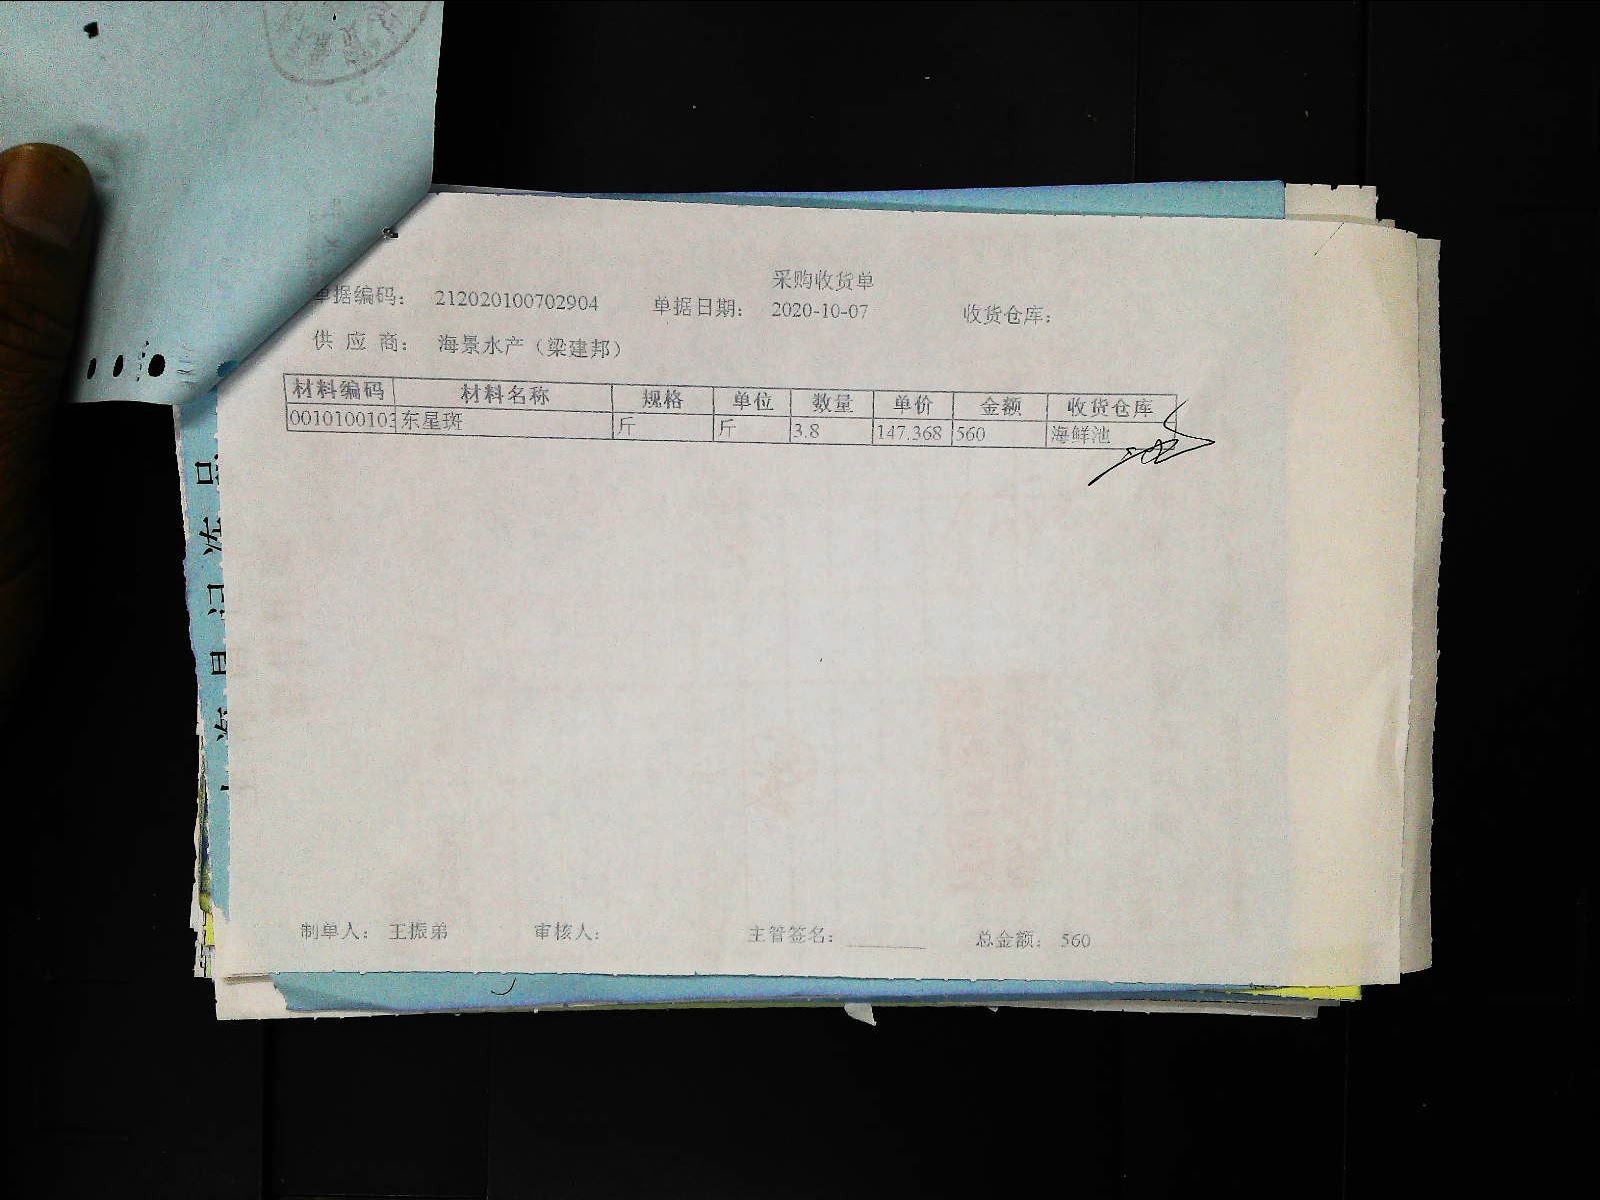 采购收货单
单据编码： 212020100702904 单据日期： 2020-10-07 收货仓库：
供 应 商： 海景水产（梁建邦）
材料编码 材料名称 规格 单位 数量 单价 金额 收货仓库
0010100103 东星斑 斤 斤 3.8 147.368 560 海鲜池
制单人： 王振弟 审核人： 主管签名： 总金额： 560